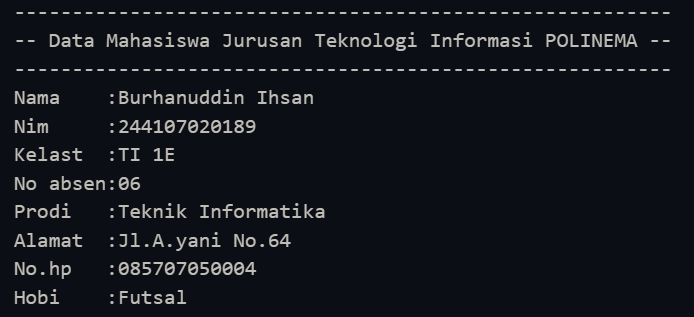 ---------------------------------------------------------
-- Data Mahasiswa Jurusan Teknologi Informasi POLINEMA --
---------------------------------------------------------
Nama    :Burhanuddin Ihsan
Nim     :244107020189
Kelast  :TI 1E
No absen:06
Prodi   :Teknik Informatika
Alamat  :Jl.A.yani No.64
No.hp   :085707050004
Hobi    :Futsal